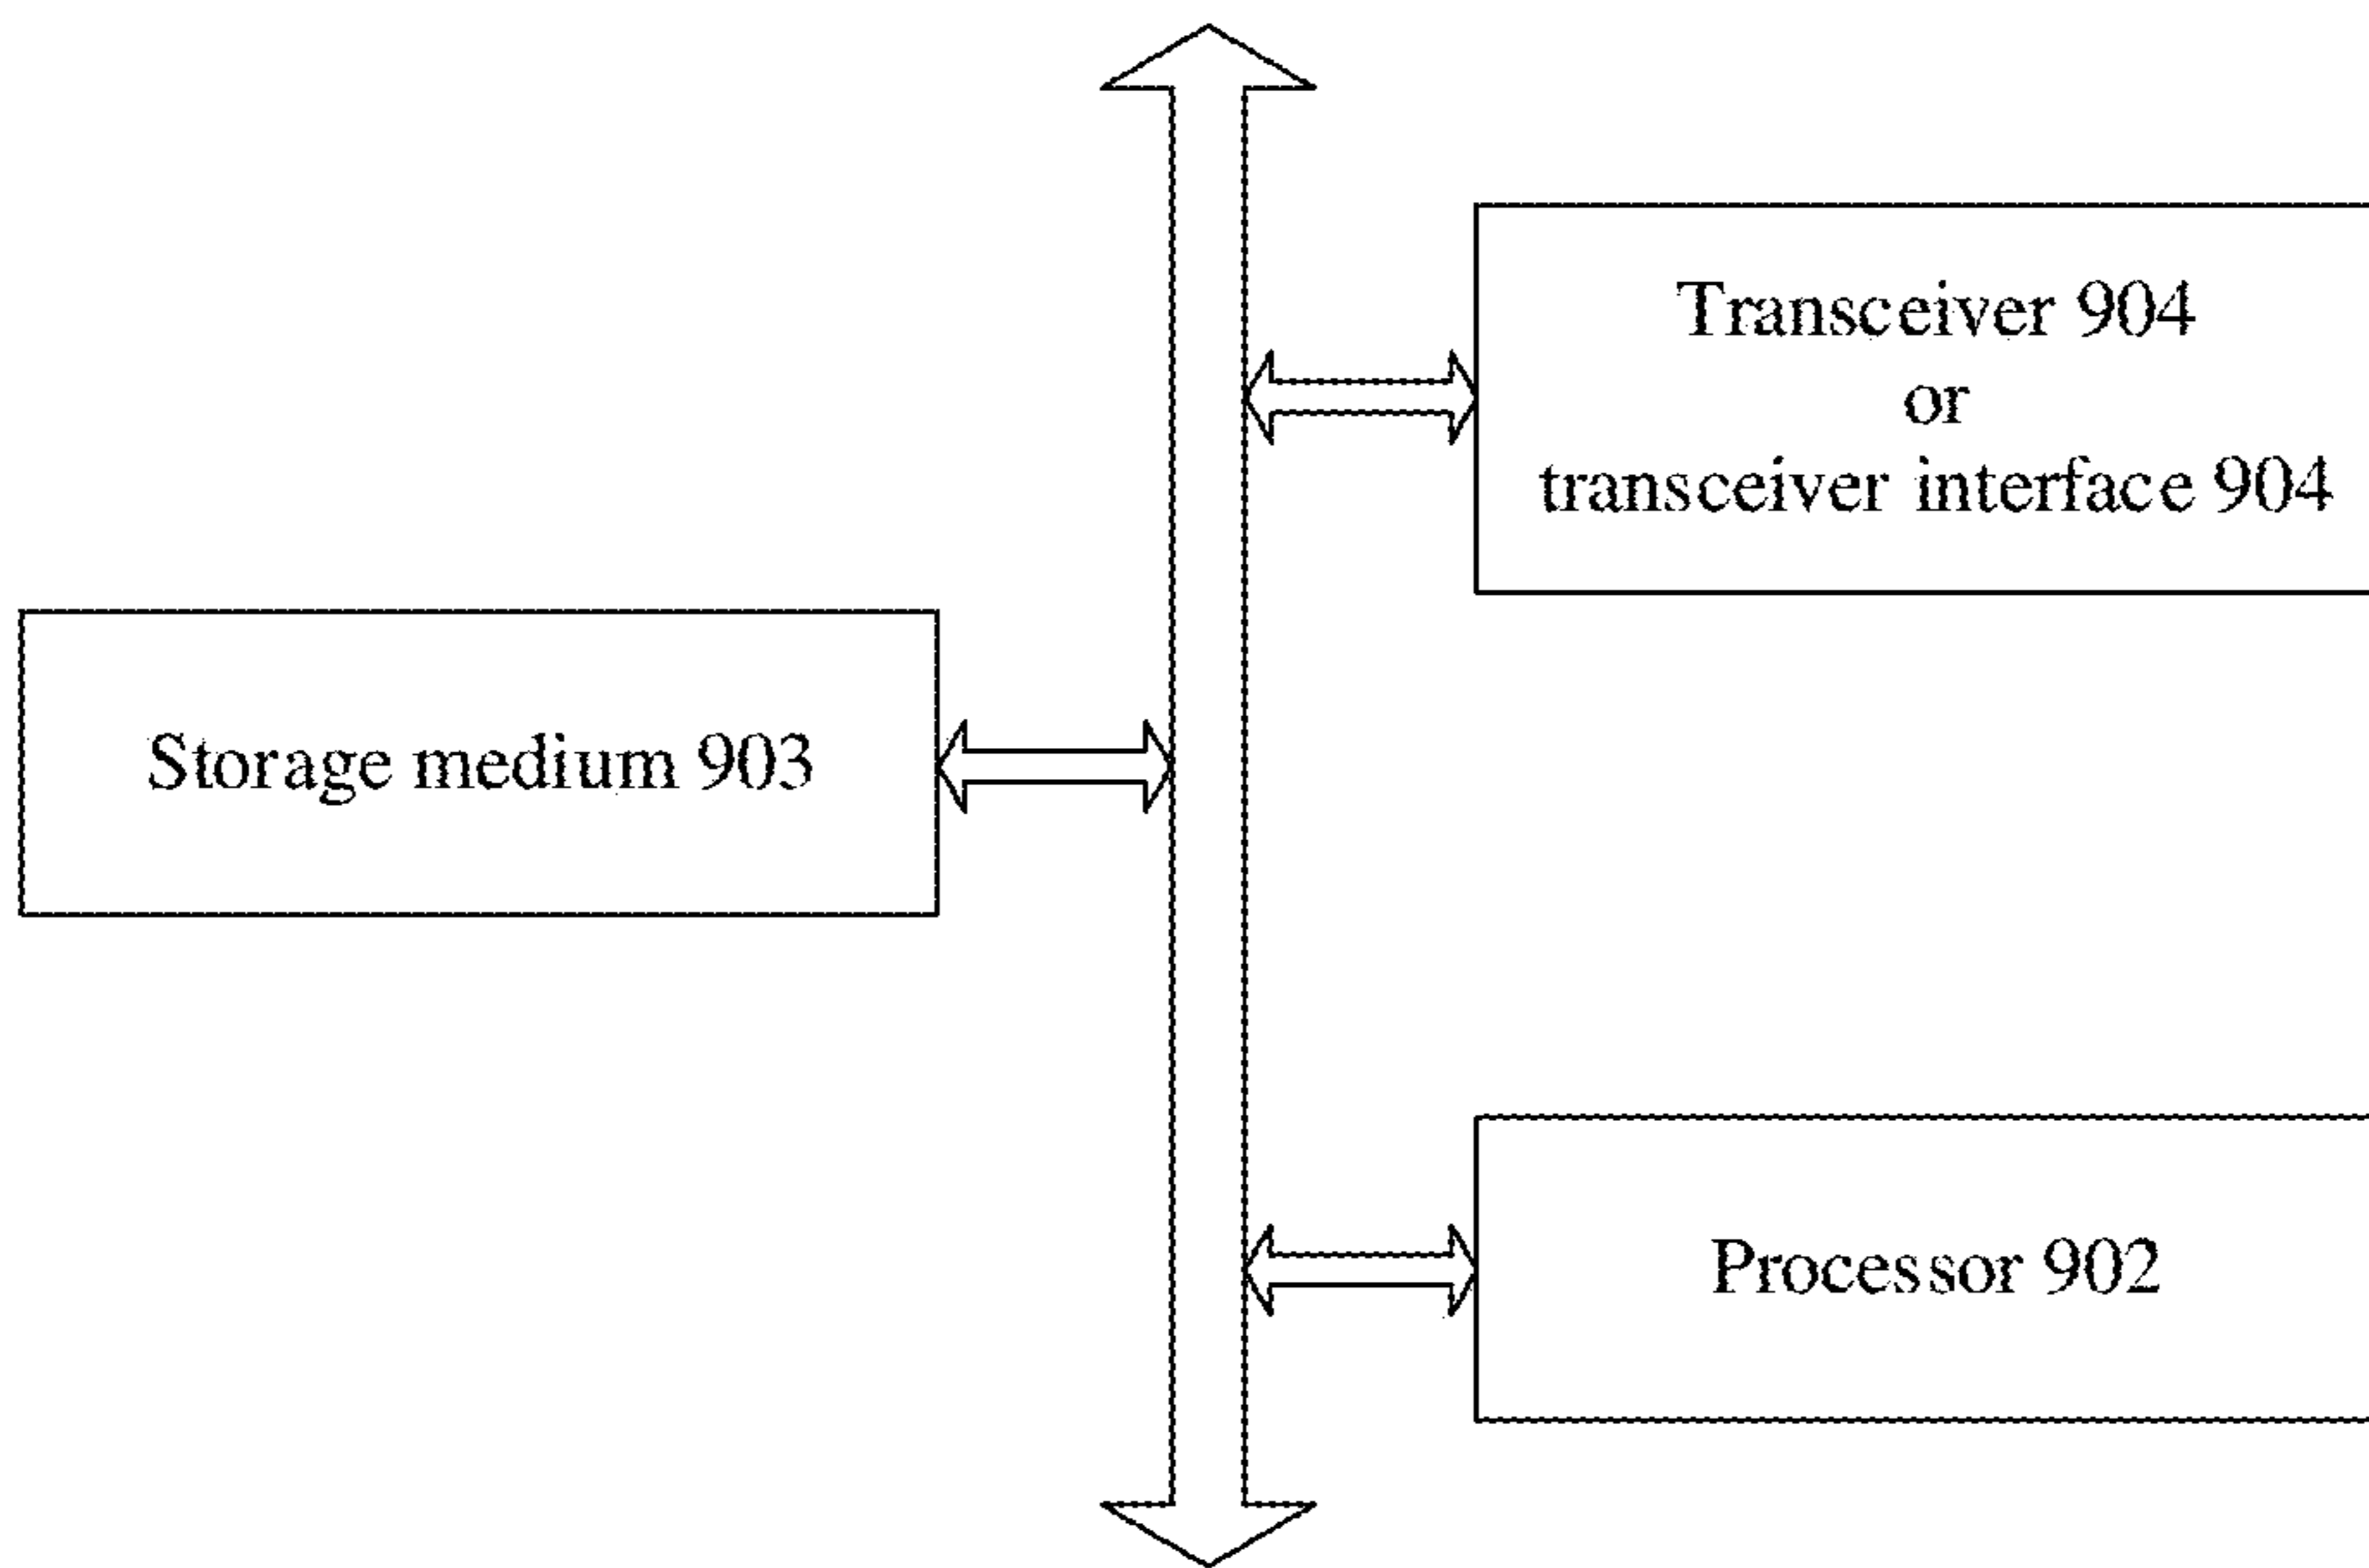 Transceiver 904
or
transceiver interface 904
Storage medium 903
Processor 902